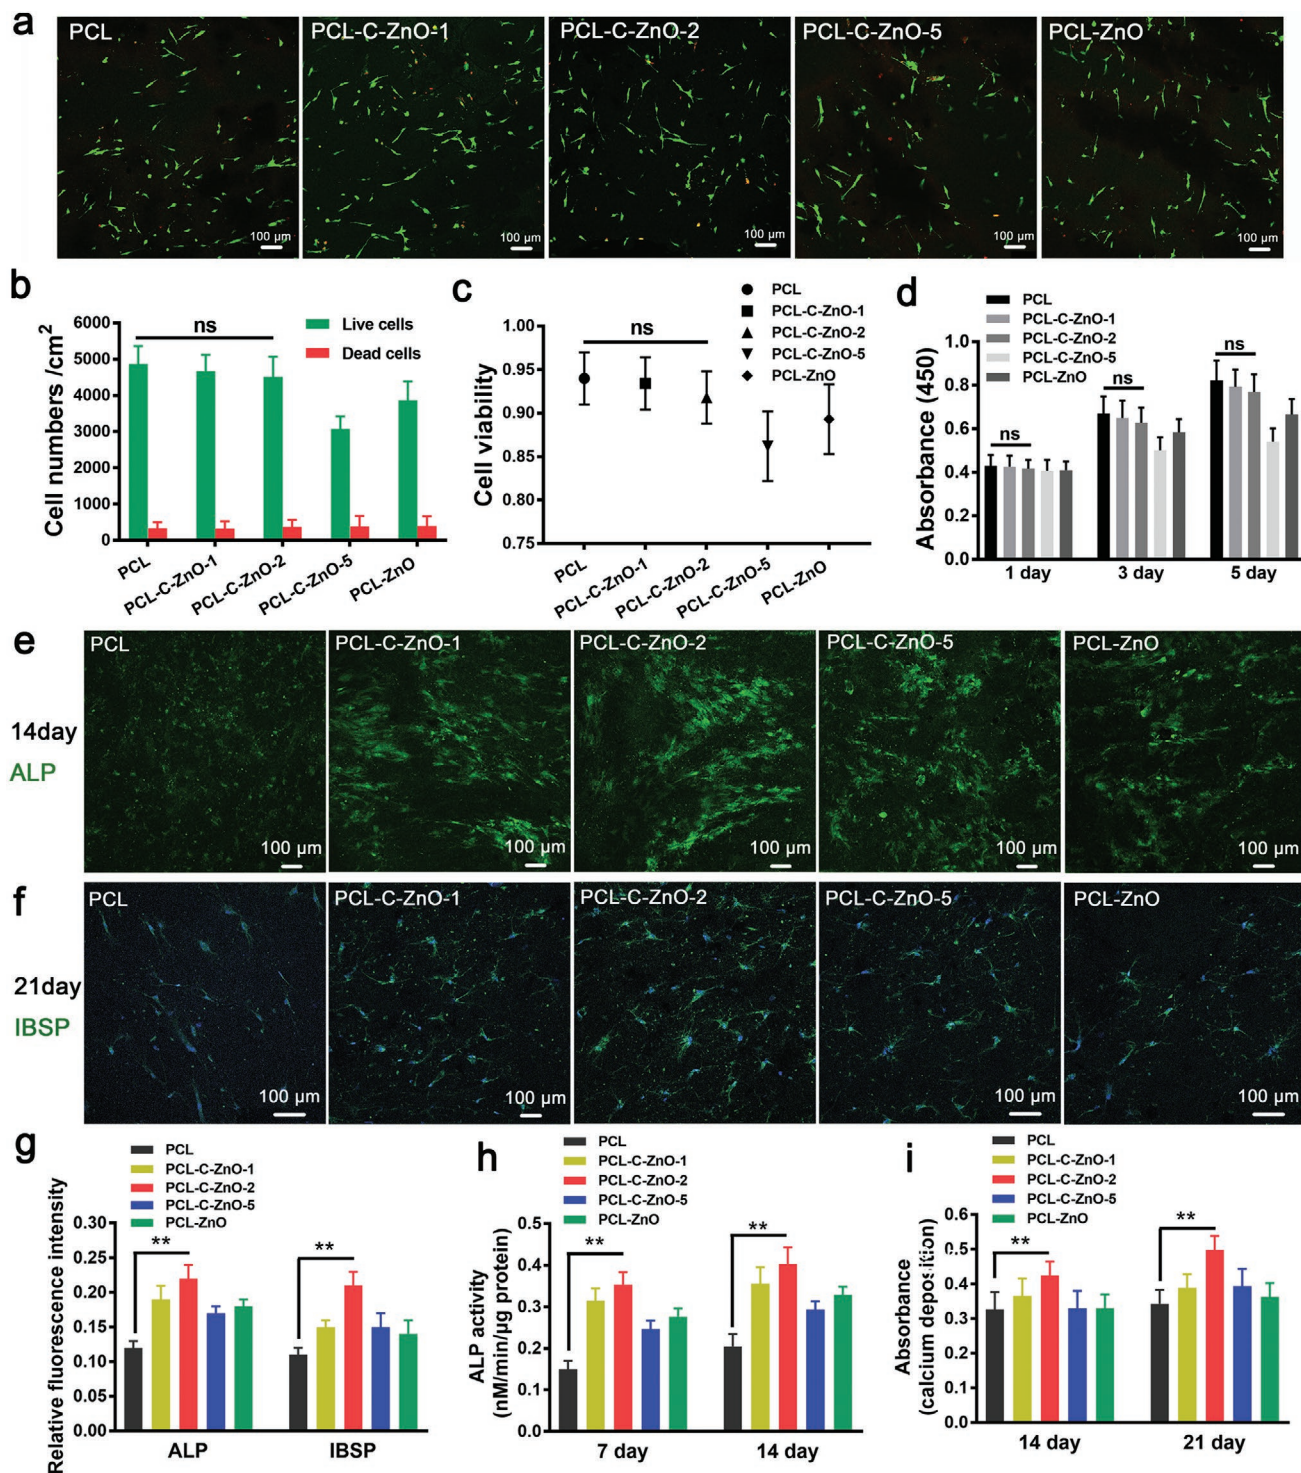 a
PCL
PCL-C-ZnO-1
PCL-C-ZnO-2
PCL-C-ZnO-5
PCL-ZnO
100 µm
100 µm
100 µm
100 µm
100 µm
b
Cell numbers /cm2
6000
5000
4000
3000
2000
1000
0
ns
Live cells
Dead cells
PCL
PCL-C-ZnO-1
PCL-C-ZnO-2
PCL-C-ZnO-5
PCL-ZnO
c
Cell viability
1.00
0.95
0.90
0.85
0.80
0.75
ns
PCL
PCL-C-ZnO-1
PCL-C-ZnO-2
PCL-C-ZnO-5
PCL-ZnO
PCL
PCL-C-ZnO-1
PCL-C-ZnO-2
PCL-C-ZnO-5
PCL-ZnO
d
Absorbance (450)
1.0
0.8
0.6
0.4
0.2
0.0
PCL
PCL-C-ZnO-1
PCL-C-ZnO-2
PCL-C-ZnO-5
PCL-ZnO
ns
ns
ns
1 day
3 day
5 day
e
14day
ALP
PCL
PCL-C-ZnO-1
PCL-C-ZnO-2
PCL-C-ZnO-5
PCL-ZnO
100 µm
100 µm
100 µm
100 µm
100 µm
f
21day
IBSP
PCL
PCL-C-ZnO-1
PCL-C-ZnO-2
PCL-C-ZnO-5
PCL-ZnO
100 µm
100 µm
100 µm
100 µm
100 µm
g
PCL
PCL-C-ZnO-1
PCL-C-ZnO-2
PCL-C-ZnO-5
PCL-ZnO
Relative fluorescence intensity
0.30
0.25
0.20
0.15
0.10
0.05
0.00
**
**
ALP
IBSP
h
PCL
PCL-C-ZnO-1
PCL-C-ZnO-2
PCL-C-ZnO-5
PCL-ZnO
ALP activity
(nM/min/µg protein)
0.5
0.4
0.3
0.2
0.1
0.0
**
**
7 day
14 day
i
PCL
PCL-C-ZnO-1
PCL-C-ZnO-2
PCL-C-ZnO-5
PCL-ZnO
Absorbance
(calcium deposition)
0.6
0.5
0.4
0.3
0.2
0.1
0.0
**
**
14 day
21 day